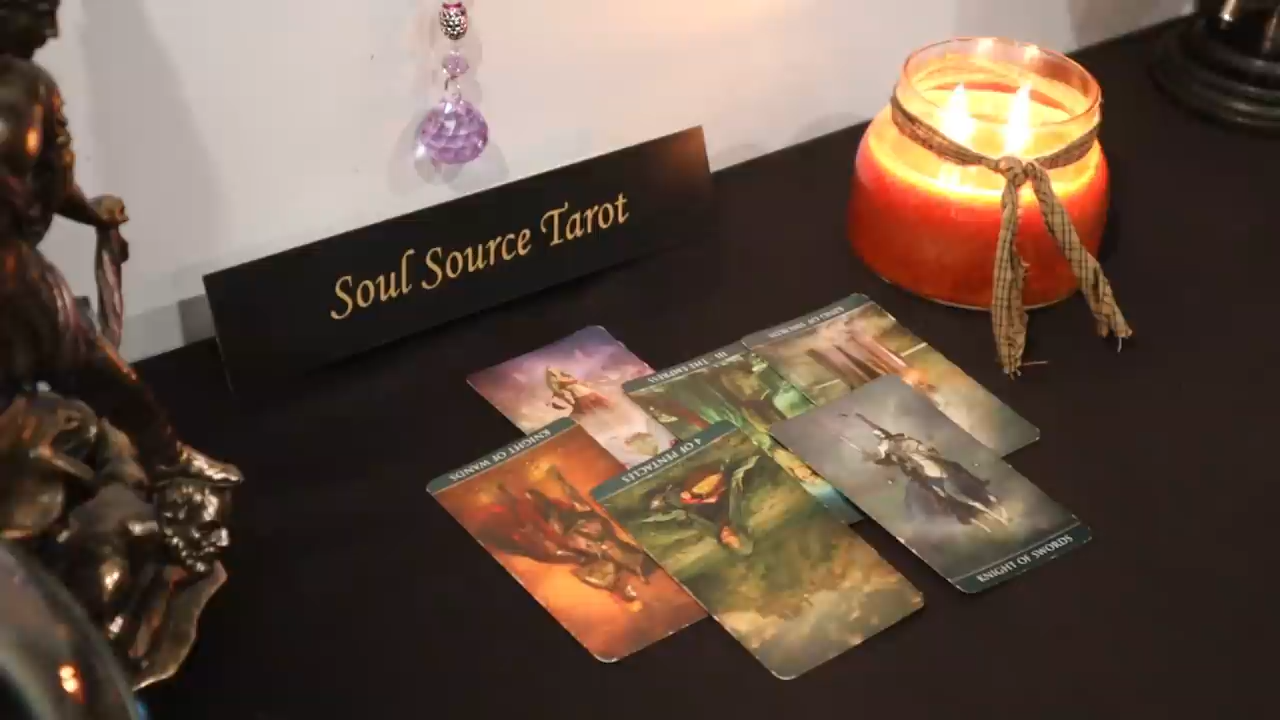 Soul Source Tarot
III - THE EMPRESS
KNIGHT OF WANDS
4 OF PENTACLES
KNIGHT OF SWORDS